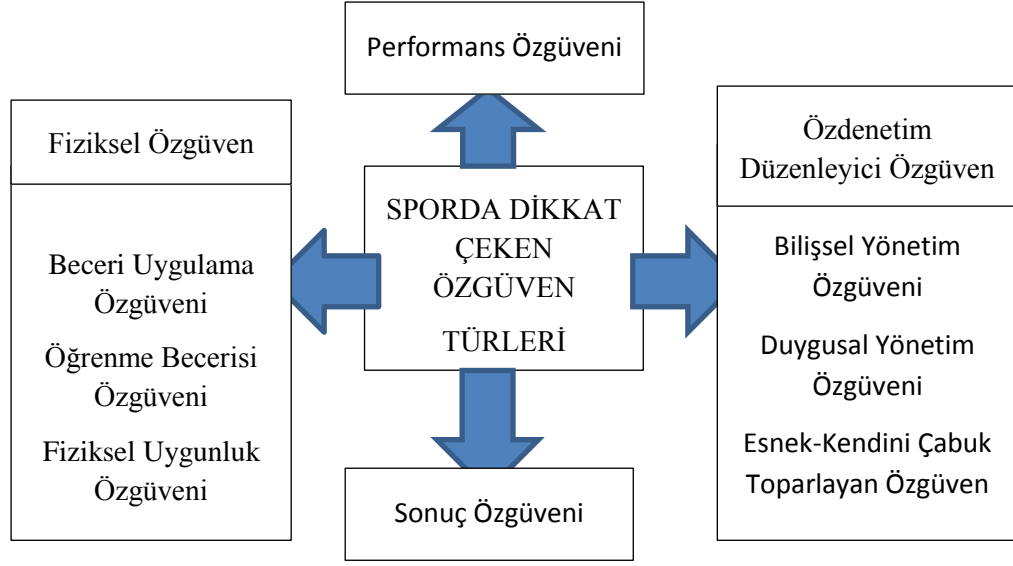 Performans Özgüveni
Fiziksel Özgüven
Beceri Uygulama
Özgüveni
Öğrenme Becerisi
Özgüveni
Fiziksel Uygunluk
Özgüveni
SPORDA DİKKAT
ÇEKEN
ÖZGÜVEN
TÜRLERİ
Özdenetim
Düzenleyici Özgüven
Bilişsel Yönetim
Özgüveni
Duygusal Yönetim
Özgüveni
Esnek-Kendini Çabuk
Toparlayan Özgüven
Sonuç Özgüveni